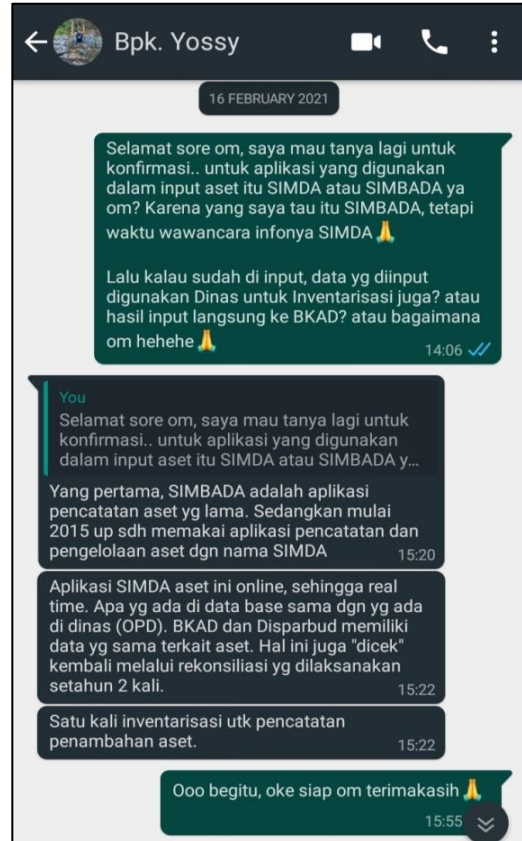 Bpk. Yossy
16 FEBRUARY 2021
Selamat sore om, saya mau tanya lagi untuk
konfirmasi.. untuk aplikasi yang digunakan
dalam input aset itu SIMDA atau SIMBADA ya
om? Karena yang saya tau itu SIMBADA, tetapi
waktu wawancara infonya SIMDA 🙏
Lalu kalau sudah di input, data yg diinput
digunakan Dinas untuk Inventarisasi juga? atau
hasil input langsung ke BKAD? atau bagaimana
om hehehe 🙏
14:06
You
Selamat sore om, saya mau tanya lagi untuk
konfirmasi.. untuk aplikasi yang digunakan
dalam input aset itu SIMDA atau SIMBADA y...
Yang pertama, SIMBADA adalah aplikasi
pencatatan aset yg lama. Sedangkan mulai
2015 up sdh memakai aplikasi pencatatan dan
pengelolaan aset dgn nama SIMDA
15:20
Aplikasi SIMDA aset ini online, sehingga real
time. Apa yg ada di data base sama dgn yg ada
di dinas (OPD). BKAD dan Disparbud memiliki
data yg sama terkait aset. Hal ini juga "dicek"
kembali melalui rekonsiliasi yg dilaksanakan
setahun 2 kali.
15:22
Satu kali inventarisasi utk pencatatan
penambahan aset.
15:22
Ooo begitu, oke siap om terimakasih 🙏
15:55